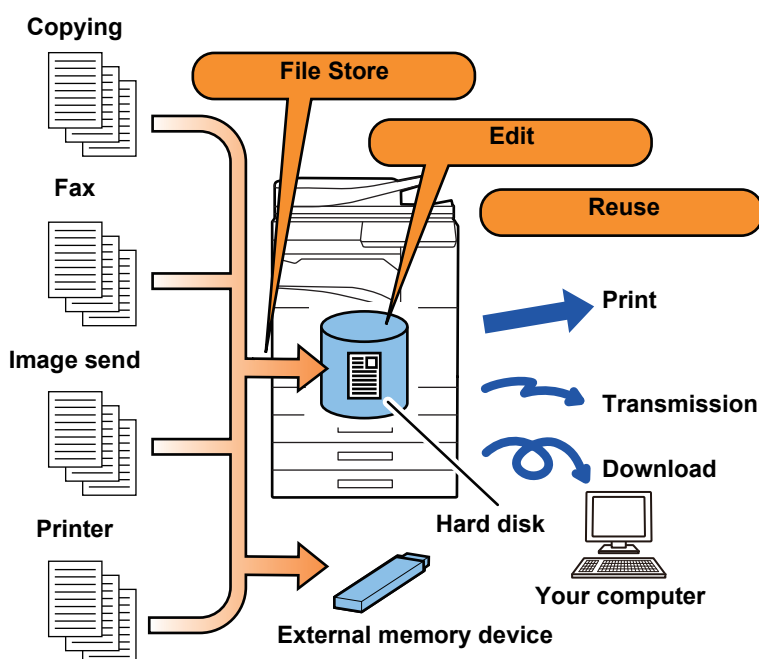 Copying
File Store
Edit
Fax
Reuse
Print
Image send
Transmission
Download
Hard disk
Printer
Your computer
External memory device